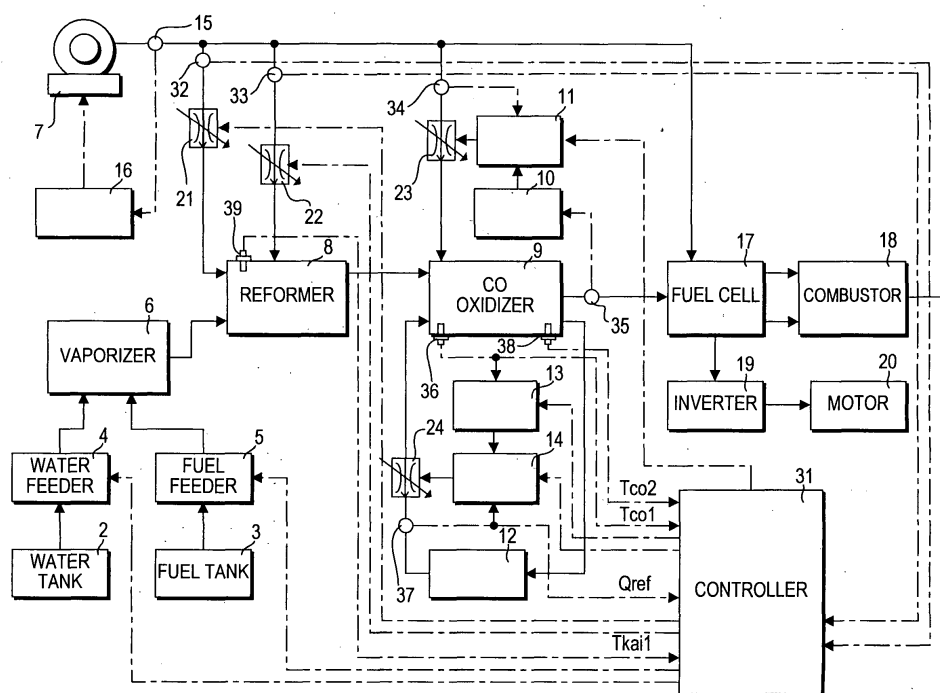 15
32
33
34
11
7
21
23
16
22
10
39
8
REFORMER
9
CO
OXIDIZER
17
FUEL CELL
18
COMBUSTOR
35
6
VAPORIZER
36
38
13
19
INVERTER
20
MOTOR
4
WATER
FEEDER
5
FUEL
FEEDER
24
14
31
Tco2
Tco1
2
WATER
TANK
3
FUEL TANK
37
12
Qref
CONTROLLER
Tkai1